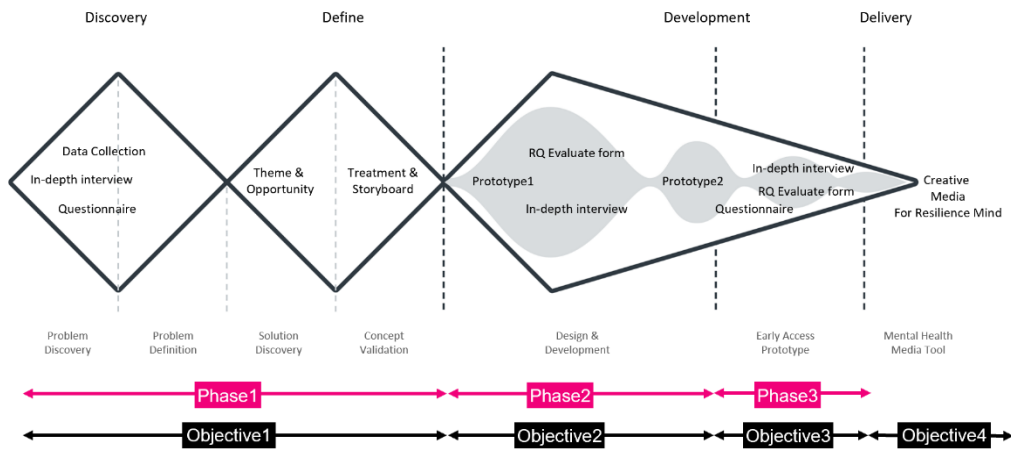 Discovery
Define
Development
Delivery
Data Collection
In-depth interview
Questionnaire
Theme &
Opportunity
Treatment &
Storyboard
Prototype1
RQ Evaluate form
In-depth interview
Prototype2
Questionnaire
In-depth interview
RQ Evaluate form
Creative
Media
For Resilience Mind
Problem
Discovery
Problem
Definition
Solution
Discovery
Concept
Validation
Design &
Development
Early Access
Prototype
Mental Health
Media Tool
Phase1
Phase2
Phase3
Objective1
Objective2
Objective3
Objective4